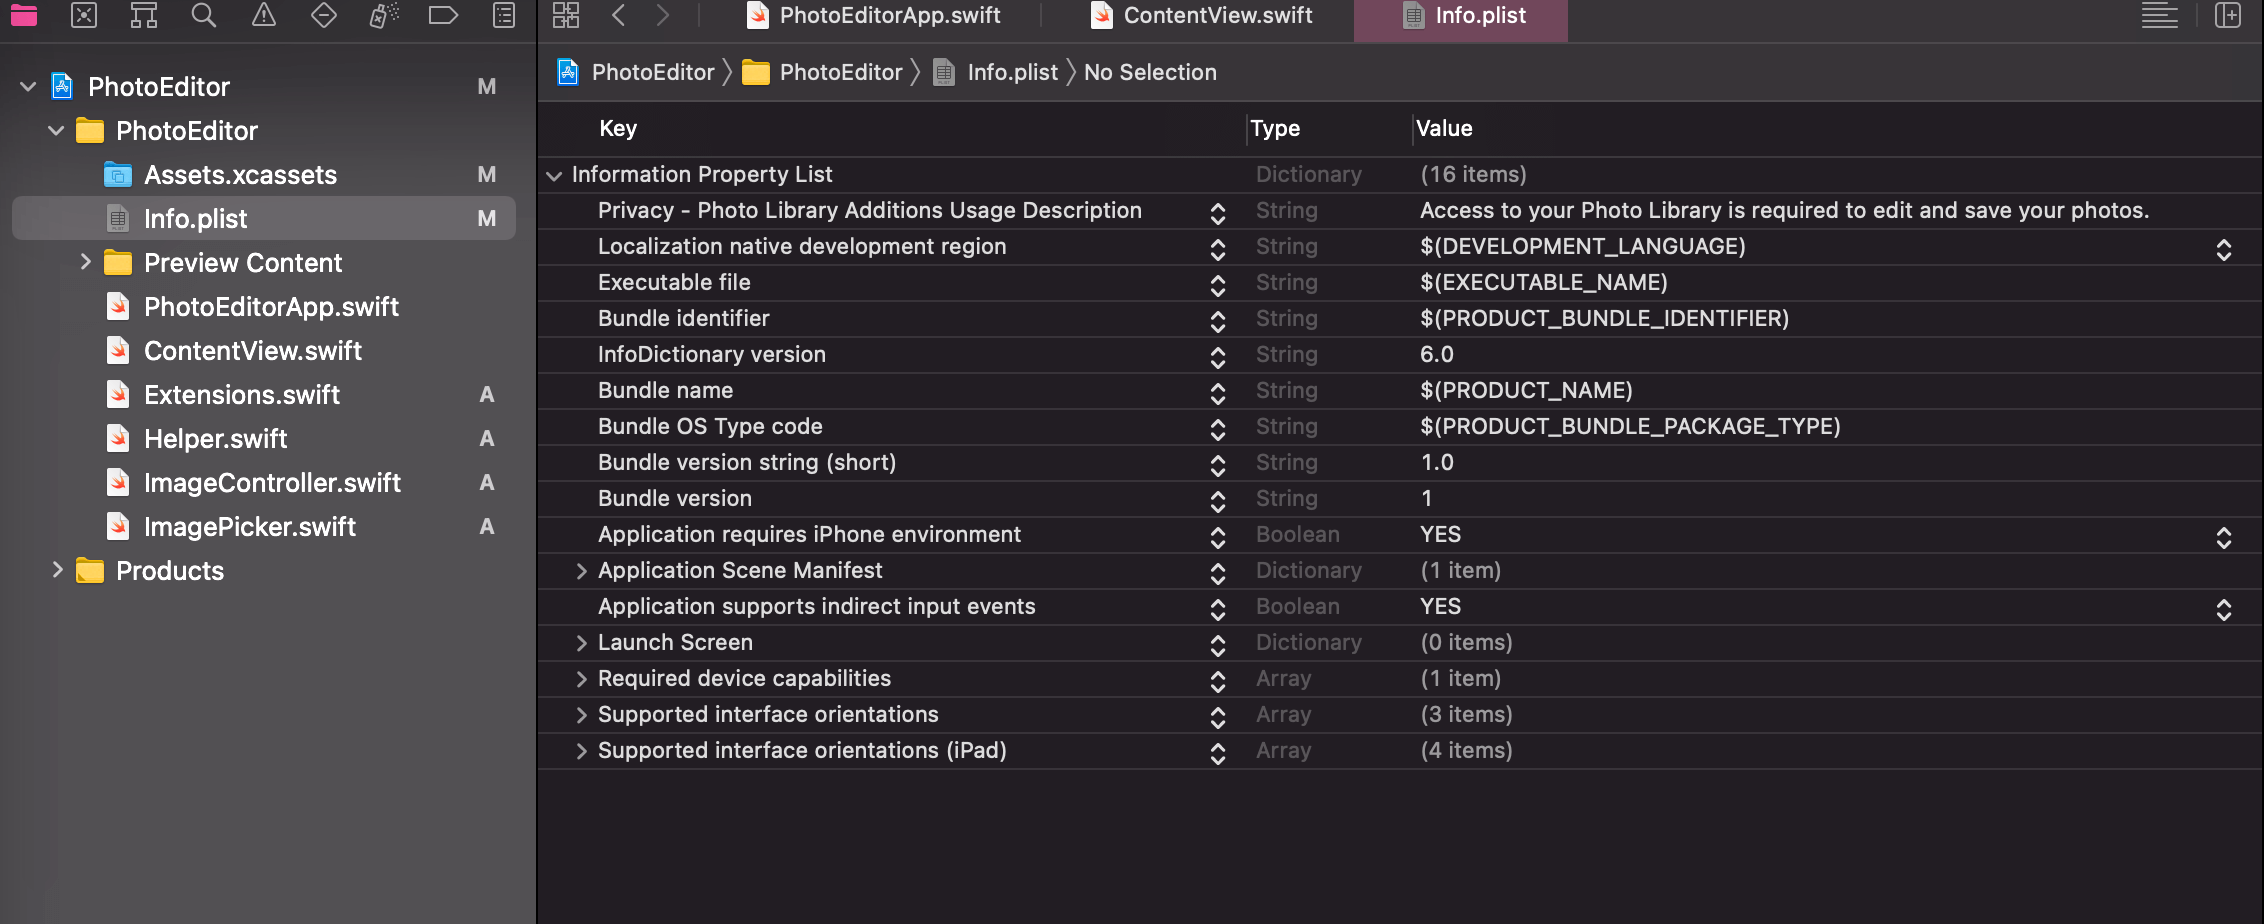 PhotoEditorApp.swift ContentView.swift Info.plist
PhotoEditor PhotoEditor Info.plist No Selection
PhotoEditor M
PhotoEditor
Assets.xcassets M
Info.plist M
Preview Content
PhotoEditorApp.swift
ContentView.swift
Extensions.swift A
Helper.swift A
ImageController.swift A
ImagePicker.swift A
Products
Key Type Value
Information Property List Dictionary (16 items)
Privacy - Photo Library Additions Usage Description String Access to your Photo Library is required to edit and save your photos.
Localization native development region String $(DEVELOPMENT_LANGUAGE)
Executable file String $(EXECUTABLE_NAME)
Bundle identifier String $(PRODUCT_BUNDLE_IDENTIFIER)
InfoDictionary version String 6.0
Bundle name String $(PRODUCT_NAME)
Bundle OS Type code String $(PRODUCT_BUNDLE_PACKAGE_TYPE)
Bundle version string (short) String 1.0
Bundle version String 1
Application requires iPhone environment Boolean YES
Application Scene Manifest Dictionary (1 item)
Application supports indirect input events Boolean YES
Launch Screen Dictionary (0 items)
Required device capabilities Array (1 item)
Supported interface orientations Array (3 items)
Supported interface orientations (iPad) Array (4 items)